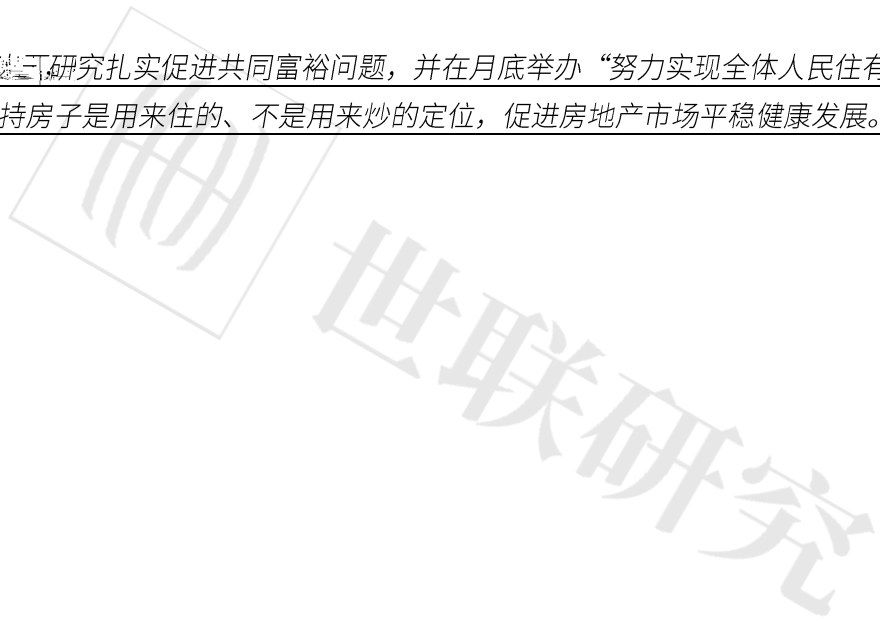 研究扎实促进共同富裕问题，并在月底举办“努力实现全体人民住有
持房子是用来住的、不是用来炒的定位，促进房地产市场平稳健康发展。
世联研究